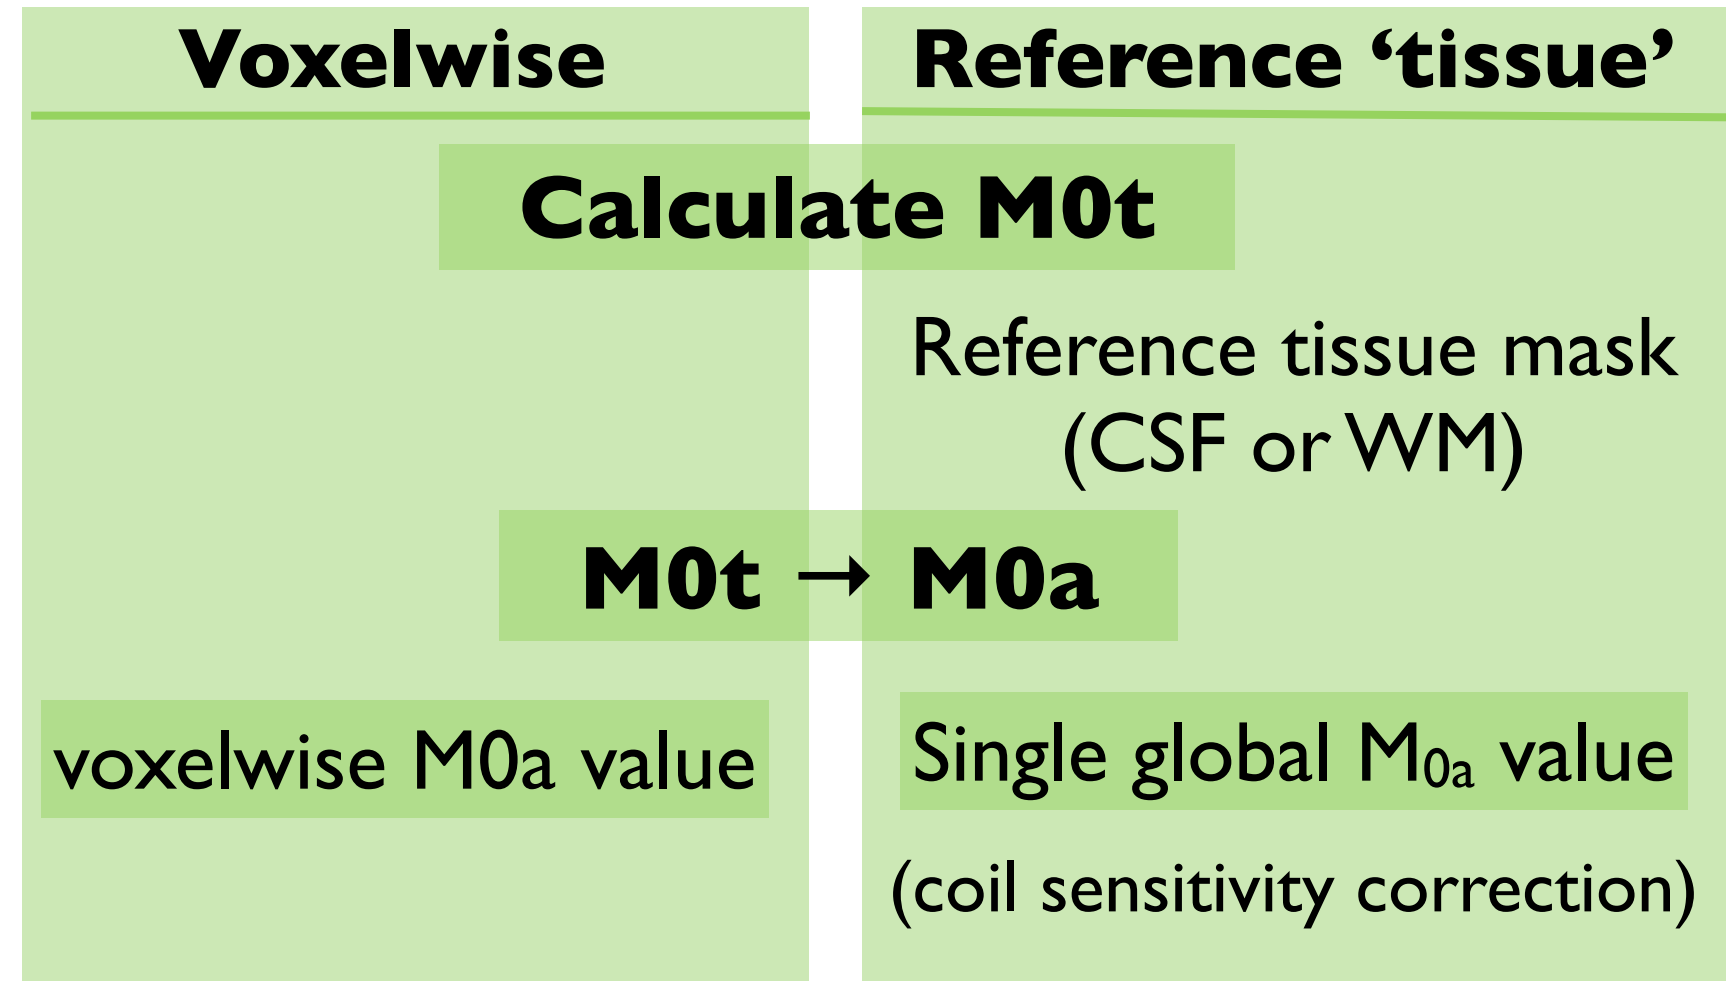 Voxelwise
Reference ‘tissue’
Calculate M0t
Reference tissue mask
(CSF or WM)
M0t → M0a
voxelwise M0a value
Single global M₀ₐ value
(coil sensitivity correction)